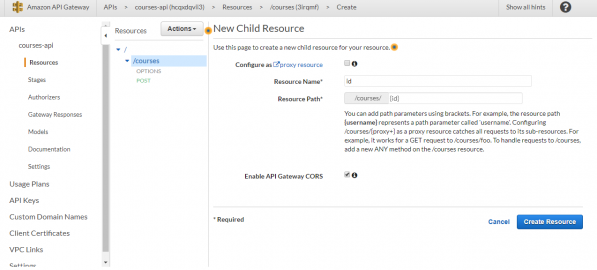 Amazon API Gateway
APIs > courses-api (hcqxdqvli3) > Resources > /courses (3lrqmf) > Create
Show all hints
?
APIs
courses-api
Resources
Stages
Authorizers
Gateway Responses
Models
Documentation
Settings
Usage Plans
API Keys
Custom Domain Names
Client Certificates
VPC Links
Settings
Resources
Actions
/
/courses
OPTIONS
POST
New Child Resource
Use this page to create a new child resource for your resource.
Configure as proxy resource
Resource Name*
id
Resource Path*
/courses/ {id}
You can add path parameters using brackets. For example, the resource path
{username} represents a path parameter called 'username'. Configuring
/courses/{proxy+} as a proxy resource catches all requests to its sub-resources. For
example, it works for a GET request to /courses/foo. To handle requests to /courses,
add a new ANY method on the /courses resource.
Enable API Gateway CORS
* Required
Cancel
Create Resource